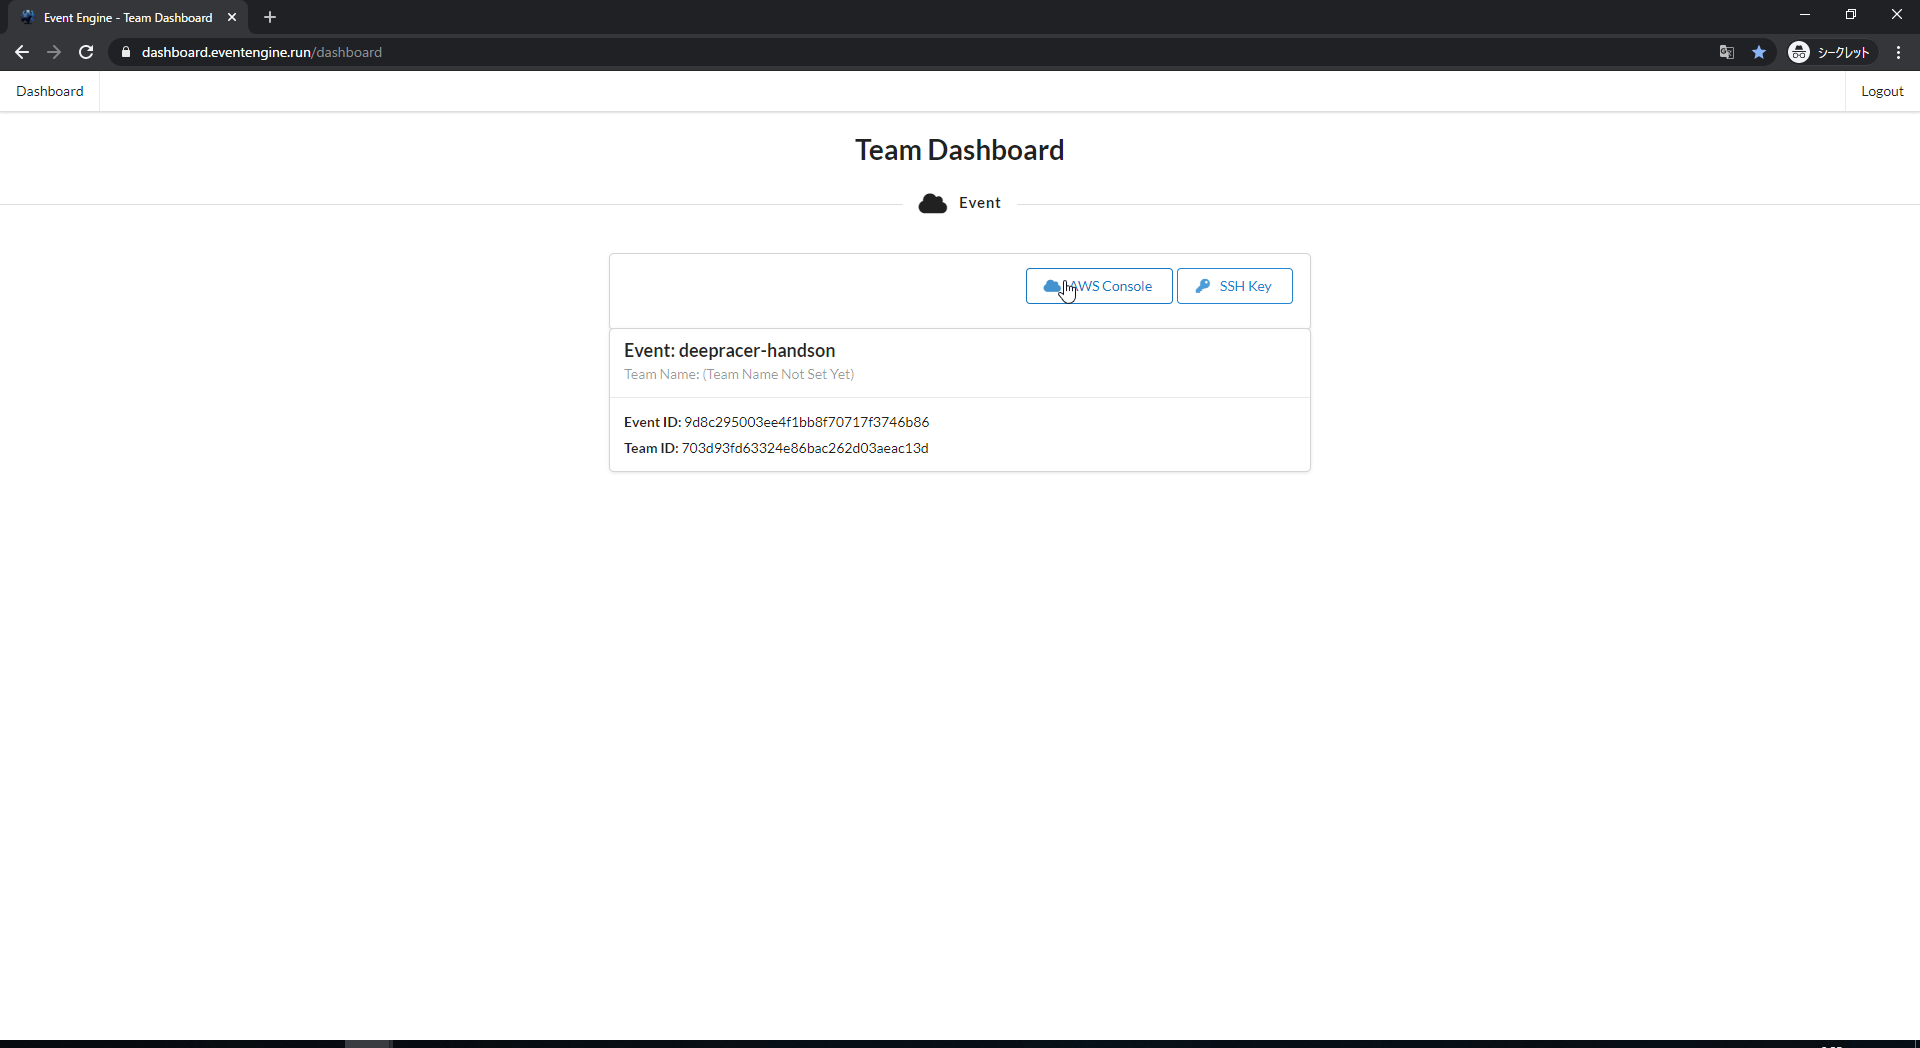 Event Engine - Team Dashboard
dashboard.eventengine.run/dashboard
シークレット
Dashboard
Logout
Team Dashboard
Event
AWS Console
SSH Key
Event: deepracer-handson
Team Name: (Team Name Not Set Yet)
Event ID: 9d8c295003ee4f1bb8f70717f3746b86
Team ID: 703d93fd63324e86bac262d03aeac13d